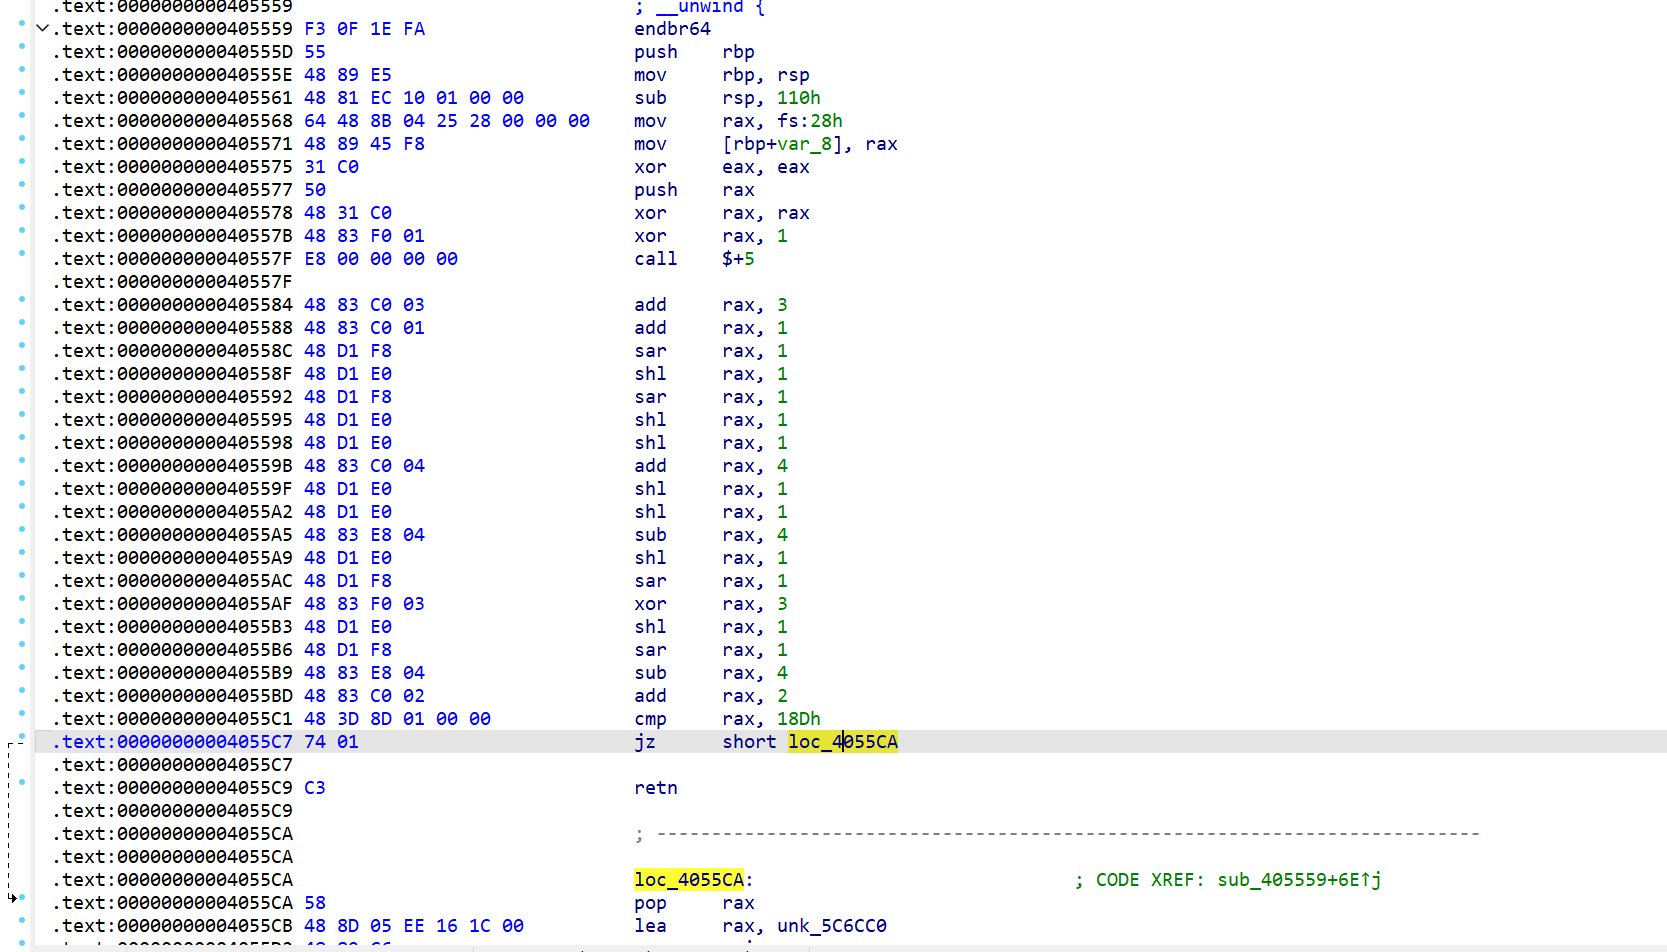 .text:0000000000405559 ; __unwind {
.text:0000000000405559 F3 0F 1E FA endbr64
.text:000000000040555D 55 push rbp
.text:000000000040555E 48 89 E5 mov rbp, rsp
.text:0000000000405561 48 81 EC 10 01 00 00 sub rsp, 110h
.text:0000000000405568 64 48 8B 04 25 28 00 00 00 mov rax, fs:28h
.text:0000000000405571 48 89 45 F8 mov [rbp+var_8], rax
.text:0000000000405575 31 C0 xor eax, eax
.text:0000000000405577 50 push rax
.text:0000000000405578 48 31 C0 xor rax, rax
.text:000000000040557B 48 83 F0 01 xor rax, 1
.text:000000000040557F E8 00 00 00 00 call $+5
.text:000000000040557F
.text:0000000000405584 48 83 C0 03 add rax, 3
.text:0000000000405588 48 83 C0 01 add rax, 1
.text:000000000040558C 48 D1 F8 sar rax, 1
.text:000000000040558F 48 D1 E0 shl rax, 1
.text:0000000000405592 48 D1 F8 sar rax, 1
.text:0000000000405595 48 D1 E0 shl rax, 1
.text:0000000000405598 48 D1 E0 shl rax, 1
.text:000000000040559B 48 83 C0 04 add rax, 4
.text:000000000040559F 48 D1 E0 shl rax, 1
.text:00000000004055A2 48 D1 E0 shl rax, 1
.text:00000000004055A5 48 83 E8 04 sub rax, 4
.text:00000000004055A9 48 D1 E0 shl rax, 1
.text:00000000004055AC 48 D1 F8 sar rax, 1
.text:00000000004055AF 48 83 F0 03 xor rax, 3
.text:00000000004055B3 48 D1 E0 shl rax, 1
.text:00000000004055B6 48 D1 F8 sar rax, 1
.text:00000000004055B9 48 83 E8 04 sub rax, 4
.text:00000000004055BD 48 83 C0 02 add rax, 2
.text:00000000004055C1 48 3D 8D 01 00 00 cmp rax, 18Dh
.text:00000000004055C7 74 01 jz short loc_4055CA
.text:00000000004055C7
.text:00000000004055C9 C3 retn
.text:00000000004055C9
.text:00000000004055CA ; ---------------------------------------------------------------------------
.text:00000000004055CA
.text:00000000004055CA loc_4055CA: ; CODE XREF: sub_405559+6E↑j
.text:00000000004055CA 58 pop rax
.text:00000000004055CB 48 8D 05 EE 16 1C 00 lea rax, unk_5C6CC0